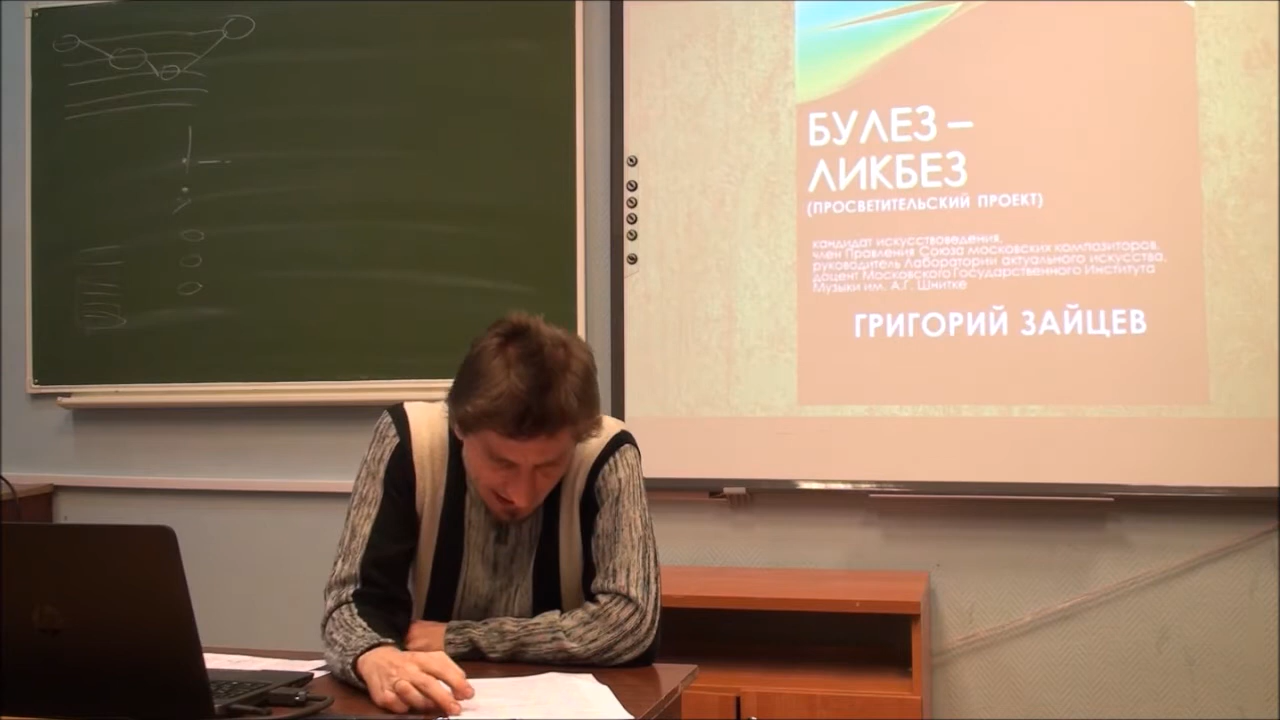 БУЛЕЗ –
ЛИКБЕЗ
(ПРОСВЕТИТЕЛЬСКИЙ ПРОЕКТ)
кандидат искусствоведения,
член Правления Союза московских композиторов,
руководитель Лаборатории актуального искусства,
доцент Московского Государственного Института
Музыки им. А.Г. Шнитке
ГРИГОРИЙ ЗАЙЦЕВ